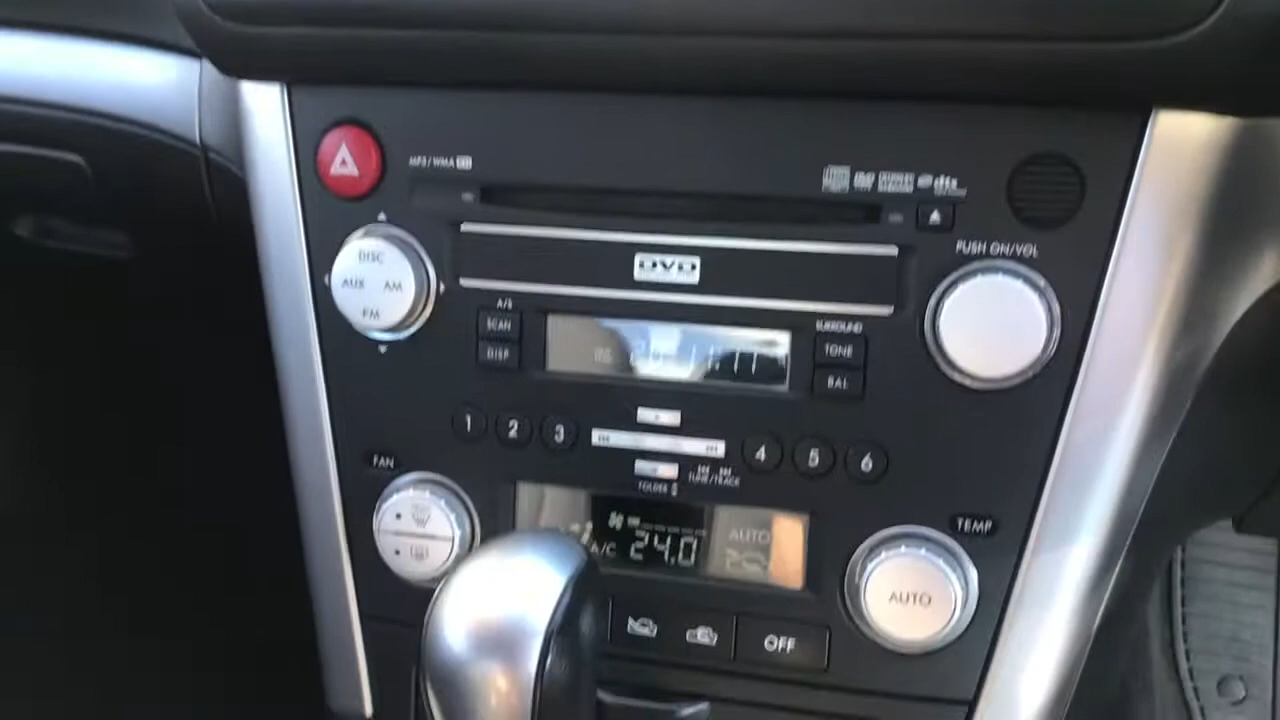 MP3/WMA
dts
PUSH ON/VOL
DISC
AUX AM
FM
DVD
A/B
SCAN
DISP
SURROUND
TONE
BAL
1 2 3 4 5 6
TUNE/TRACK
FOLDER
FAN
TEMP
A/C 24.0 AUTO
AUTO
OFF